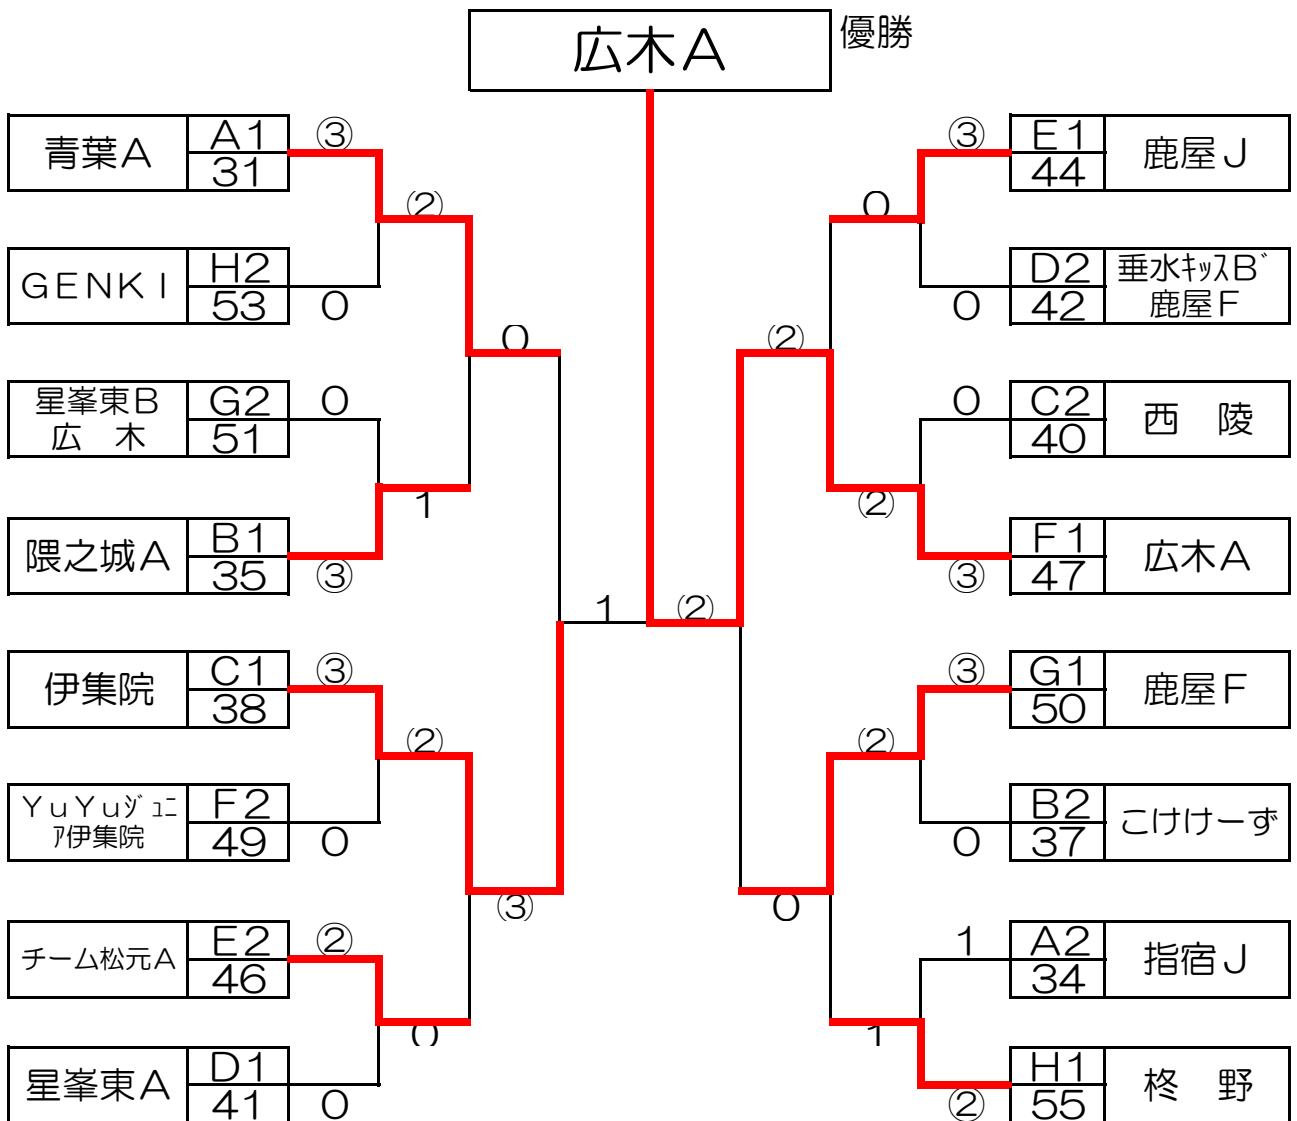 広木A
優勝
青葉A
A1
31
③
GENKI
H2
53
0
②
星峯東B
広 木
G2
51
0
隈之城A
B1
35
③
1
0
伊集院
C1
38
③
YuYuジュニ
ア伊集院
F2
49
0
②
チーム松元A
E2
46
②
星峯東A
D1
41
0
0
③
1
②
③
E1
44
鹿屋J
0
D2
42
垂水キッズB
鹿屋F
0
0
C2
40
西 陵
③
F1
47
広木A
②
②
③
G1
50
鹿屋F
0
B2
37
こけけーず
②
1
A2
34
指宿J
②
H1
55
柊 野
1
0